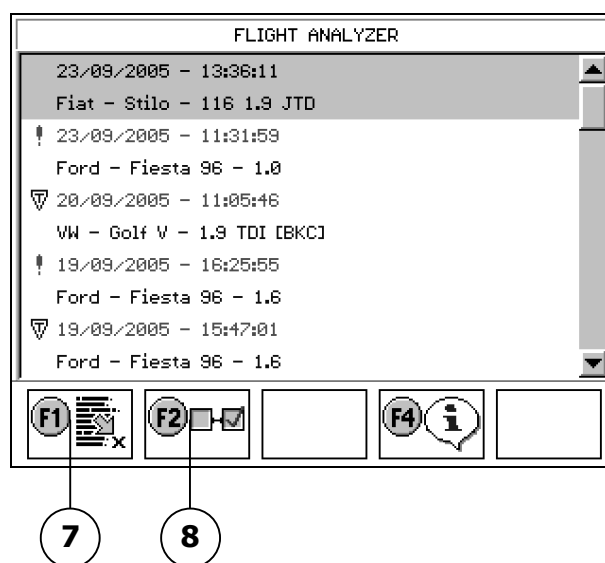 FLIGHT ANALYZER
23/09/2005 - 13:36:11
Fiat - Stilo - 116 1.9 JTD
23/09/2005 - 11:31:59
Ford - Fiesta 96 - 1.0
20/09/2005 - 11:05:46
VW - Golf V - 1.9 TDI [BKC]
19/09/2005 - 16:25:55
Ford - Fiesta 96 - 1.6
19/09/2005 - 15:47:01
Ford - Fiesta 96 - 1.6
F1 F2 F4
7 8